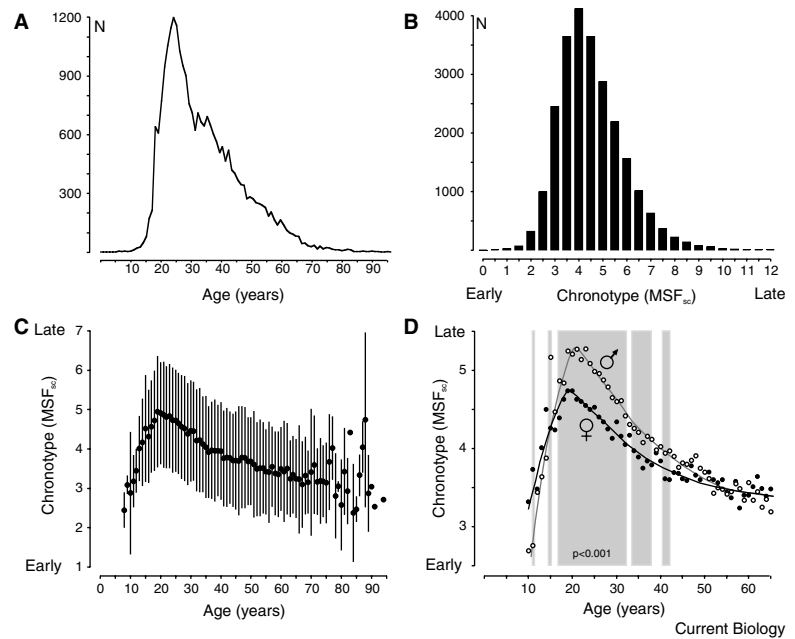 A
N
1200
900
600
300
10 20 30 40 50 60 70 80 90
Age (years)
B
N
4000
3000
2000
1000
0 1 2 3 4 5 6 7 8 9 10 11 12
Early Chronotype (MSFsc) Late
C
Late
7
6
5
4
3
2
1
Early
Chronotype (MSFsc)
0 10 20 30 40 50 60 70 80 90
Age (years)
D
Late
5
4
3
Early
Chronotype (MSFsc)
♂
♀
p<0.001
10 20 30 40 50 60
Age (years)
Current Biology